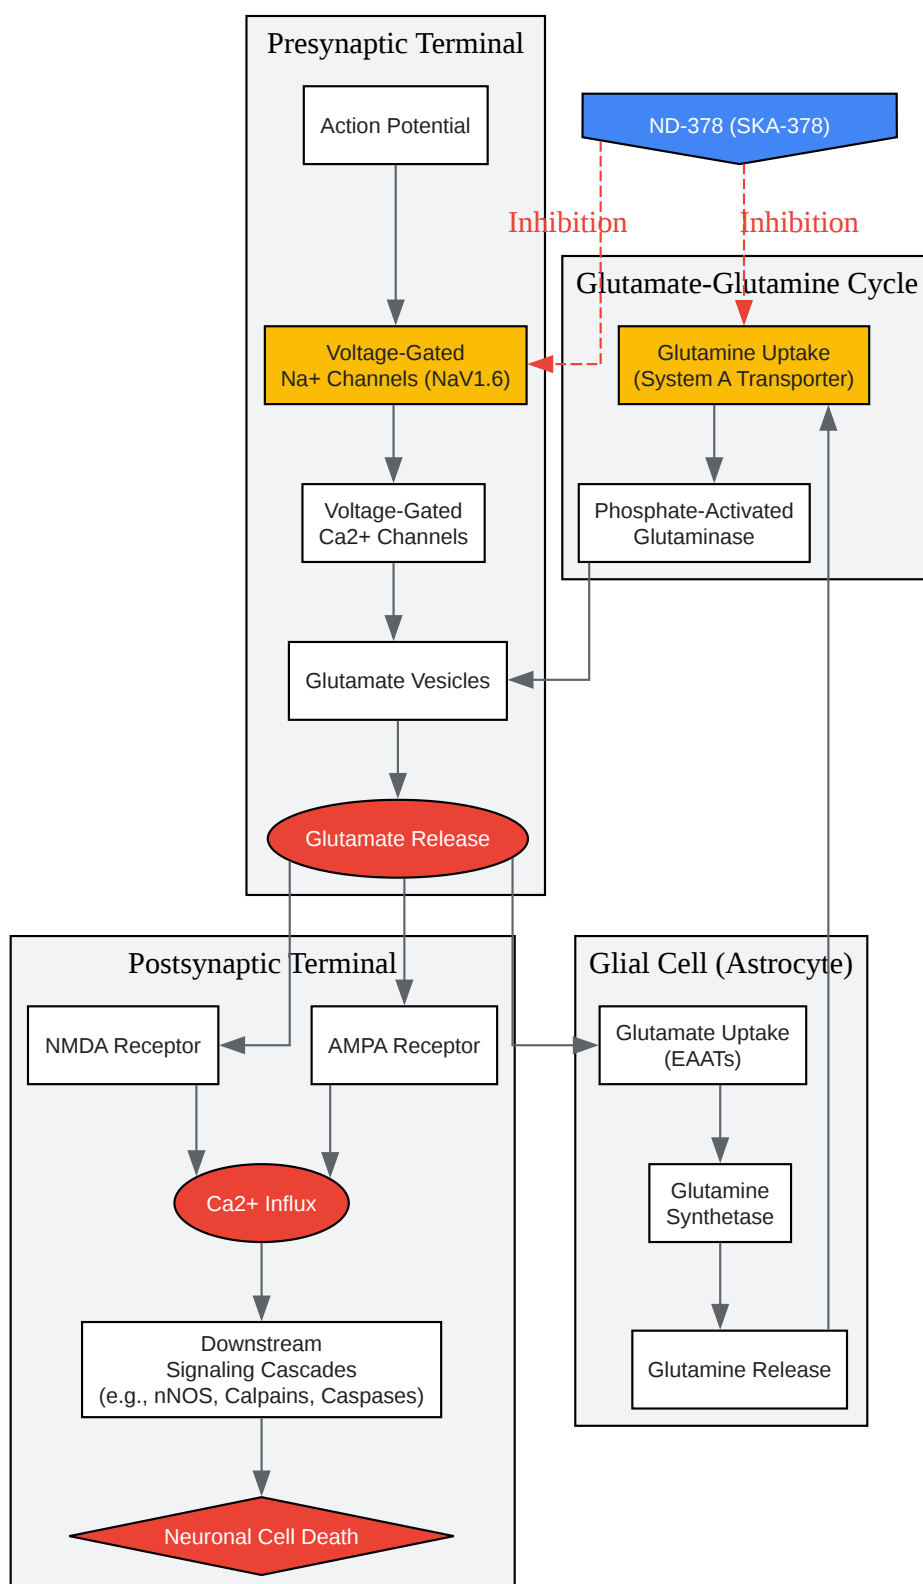 Presynaptic Terminal
Action Potential
ND-378 (SKA-378)
Inhibition
Inhibition
Glutamate-Glutamine Cycle
Voltage-Gated
Na+ Channels (NaV1.6)
Glutamine Uptake
(System A Transporter)
Voltage-Gated
Ca2+ Channels
Phosphate-Activated
Glutaminase
Glutamate Vesicles
Glutamate Release
Postsynaptic Terminal
Glial Cell (Astrocyte)
NMDA Receptor
AMPA Receptor
Glutamate Uptake
(EAATs)
Ca2+ Influx
Glutamine
Synthetase
Downstream
Signaling Cascades
(e.g., nNOS, Calpains, Caspases)
Glutamine Release
Neuronal Cell Death